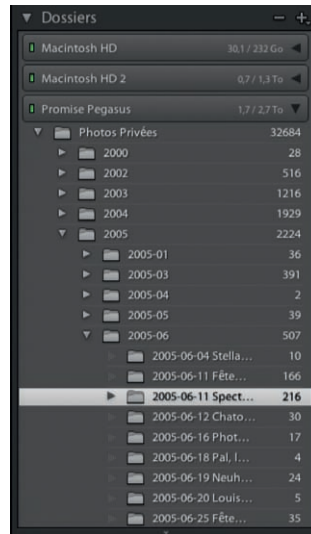 Dossiers
Macintosh HD 30,1 / 232 Go
Macintosh HD 2 0,7 / 1,3 To
Promise Pegasus 1,7 / 2,7 To
Photos Privées 32684
2000 28
2002 516
2003 1216
2004 1929
2005 2224
2005-01 36
2005-03 391
2005-04 2
2005-05 39
2005-06 507
2005-06-04 Stella... 10
2005-06-11 Fête... 166
2005-06-11 Spect... 216
2005-06-12 Chato... 30
2005-06-16 Phot... 17
2005-06-18 Pal, l... 4
2005-06-19 Neuh... 24
2005-06-20 Louis... 5
2005-06-25 Fête... 35